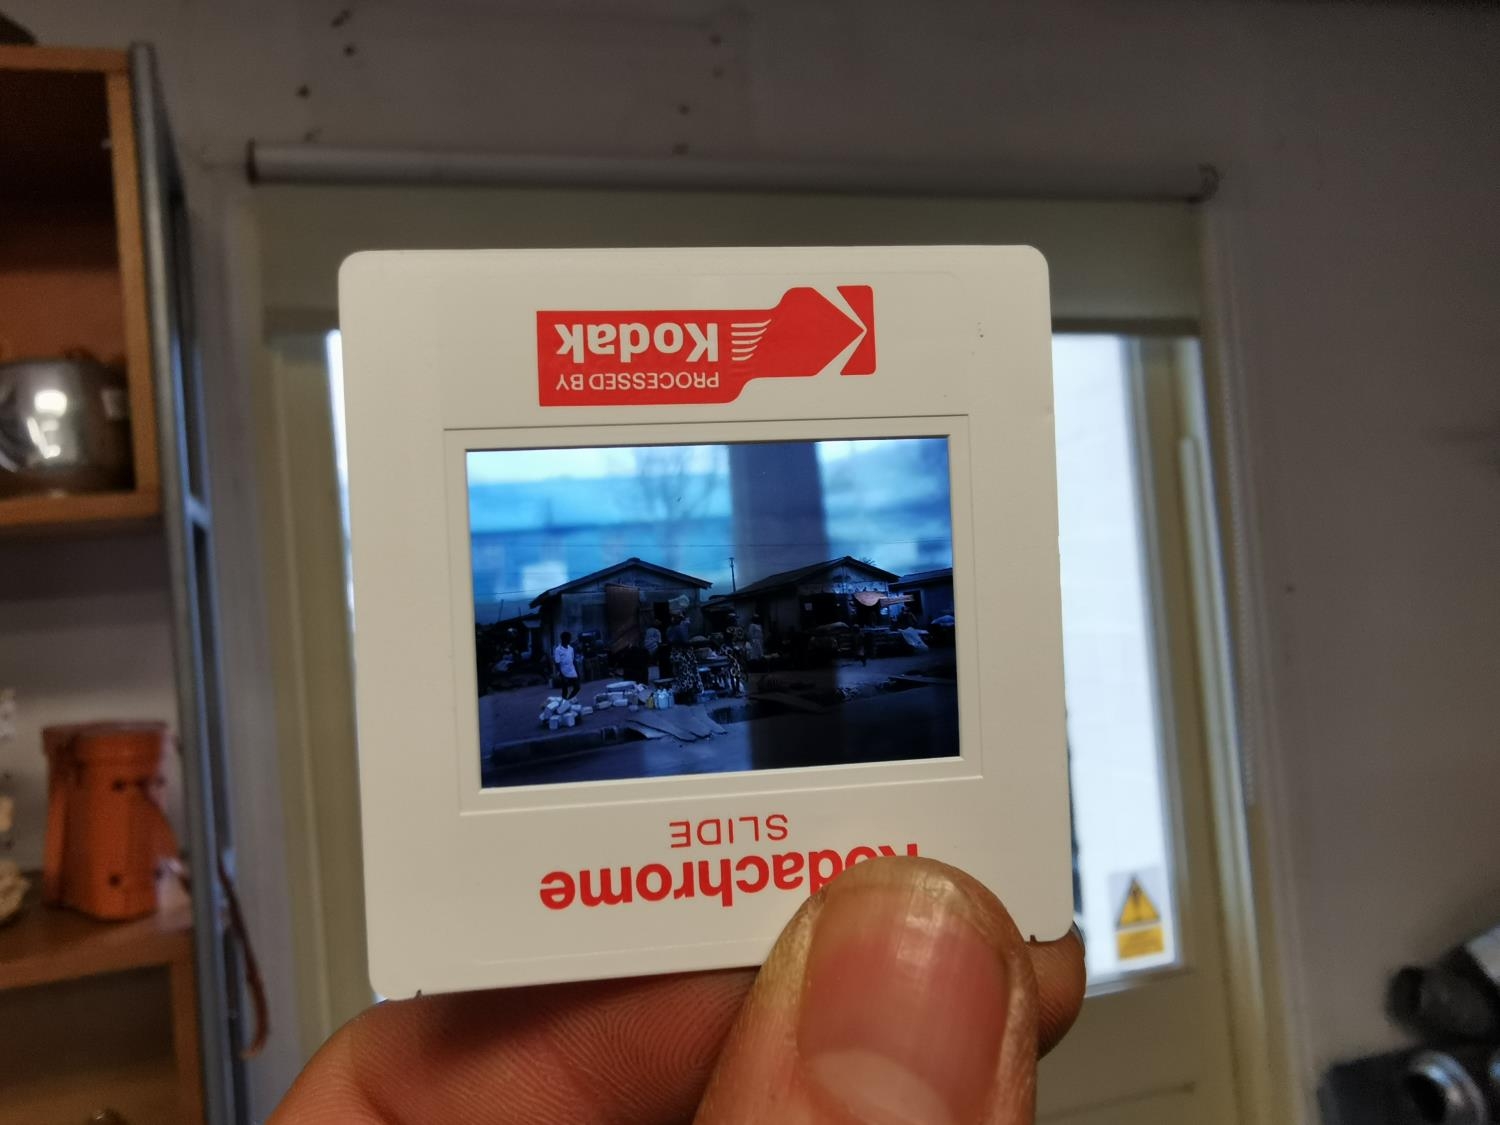 PROCESSED BY
Kodak
Kodachrome
SLIDE